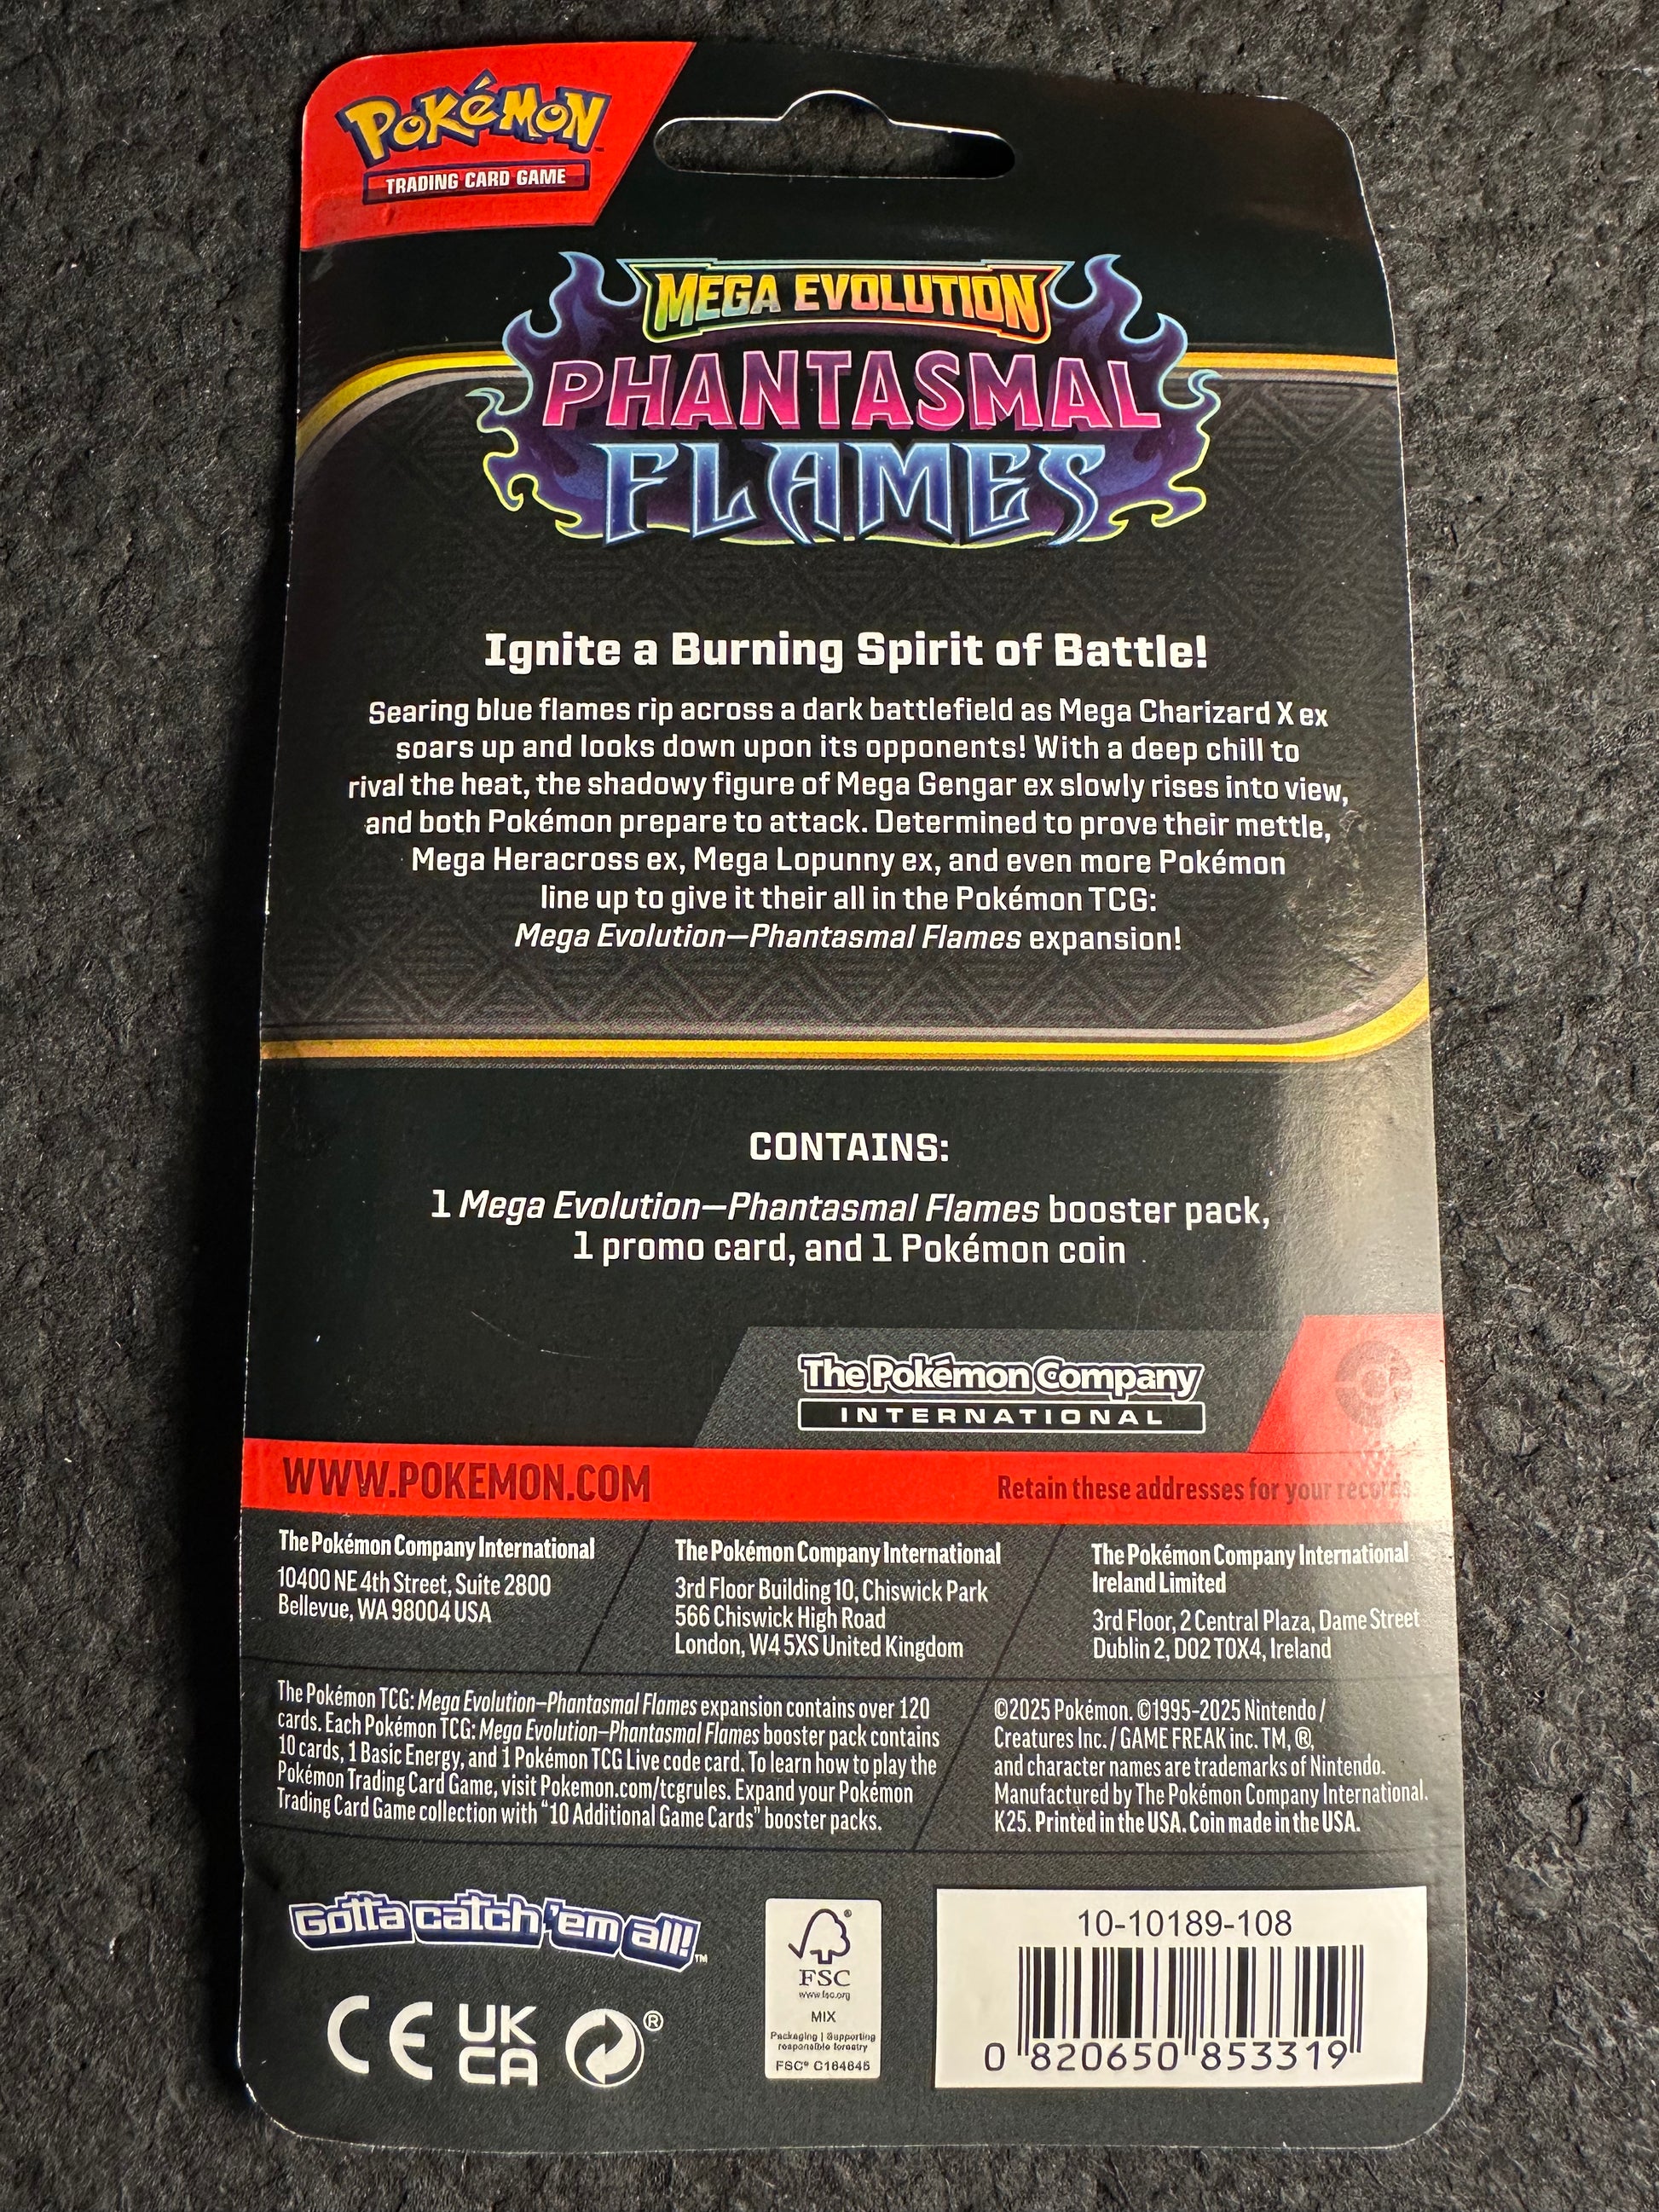 POKéMON
TRADING CARD GAME
MEGA EVOLUTION
PHANTASMAL
FLAMES
Ignite a Burning Spirit of Battle!
Searing blue flames rip across a dark battlefield as Mega Charizard X ex
soars up and looks down upon its opponents! With a deep chill to
rival the heat, the shadowy figure of Mega Gengar ex slowly rises into view,
and both Pokémon prepare to attack. Determined to prove their mettle,
Mega Heracross ex, Mega Lopunny ex, and even more Pokémon
line up to give it their all in the Pokémon TCG:
Mega Evolution—Phantasmal Flames expansion!
CONTAINS:
1 Mega Evolution—Phantasmal Flames booster pack,
1 promo card, and 1 Pokémon coin
The Pokémon Company
INTERNATIONAL
WWW.POKEMON.COM
Retain these addresses for your records.
The Pokémon Company International
10400 NE 4th Street, Suite 2800
Bellevue, WA 98004 USA
The Pokémon Company International
3rd Floor Building 10, Chiswick Park
566 Chiswick High Road
London, W4 5XS United Kingdom
The Pokémon Company International
Ireland Limited
3rd Floor, 2 Central Plaza, Dame Street
Dublin 2, D02 T0X4, Ireland
The Pokémon TCG: Mega Evolution—Phantasmal Flames expansion contains over 120
cards. Each Pokémon TCG: Mega Evolution—Phantasmal Flames booster pack contains
10 cards, 1 Basic Energy, and 1 Pokémon TCG Live code card. To learn how to play the
Pokémon Trading Card Game, visit Pokemon.com/tcgrules. Expand your Pokémon
Trading Card Game collection with “10 Additional Game Cards” booster packs.
©2025 Pokémon. ©1995-2025 Nintendo /
Creatures Inc. / GAME FREAK inc. TM, ®,
and character names are trademarks of Nintendo.
Manufactured by The Pokémon Company International.
K25. Printed in the USA. Coin made in the USA.
Gotta catch 'em all!™
CE UK
CA ®
FSC
www.fsc.org
MIX
Packaging | Supporting
responsible forestry
FSC® C164645
10-10189-108
0 820650 853319